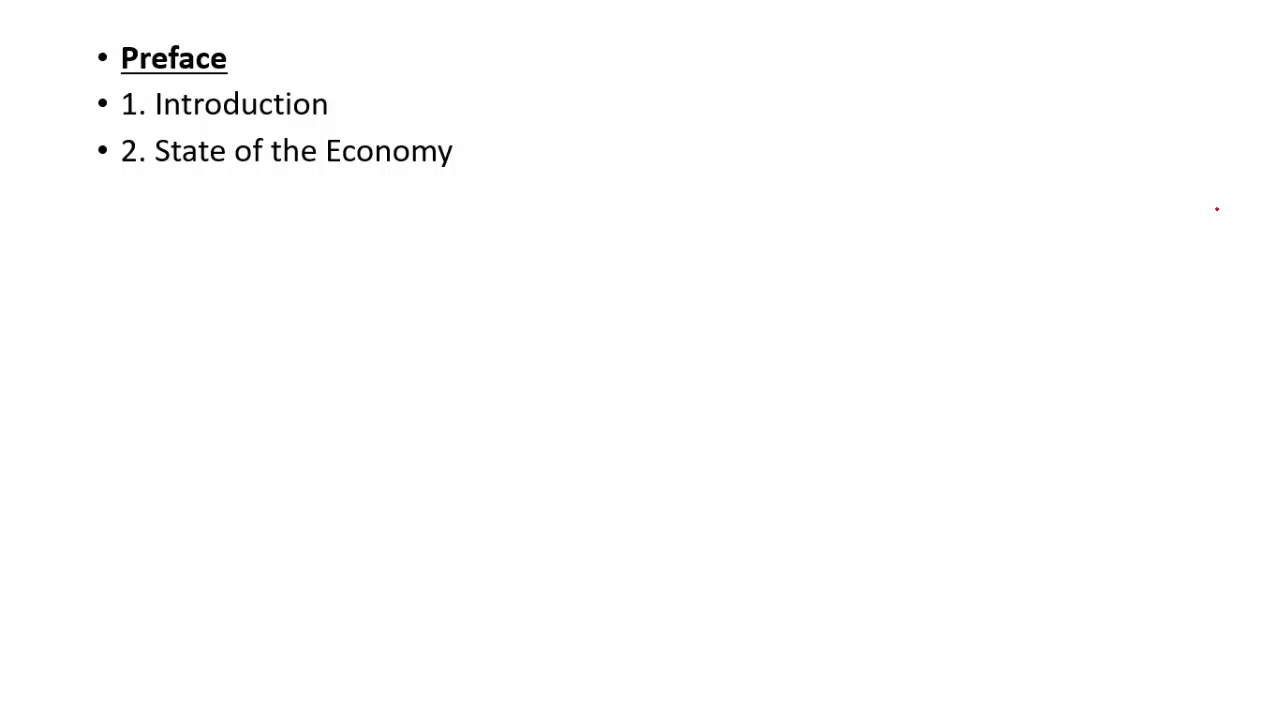 • Preface
• 1. Introduction
• 2. State of the Economy